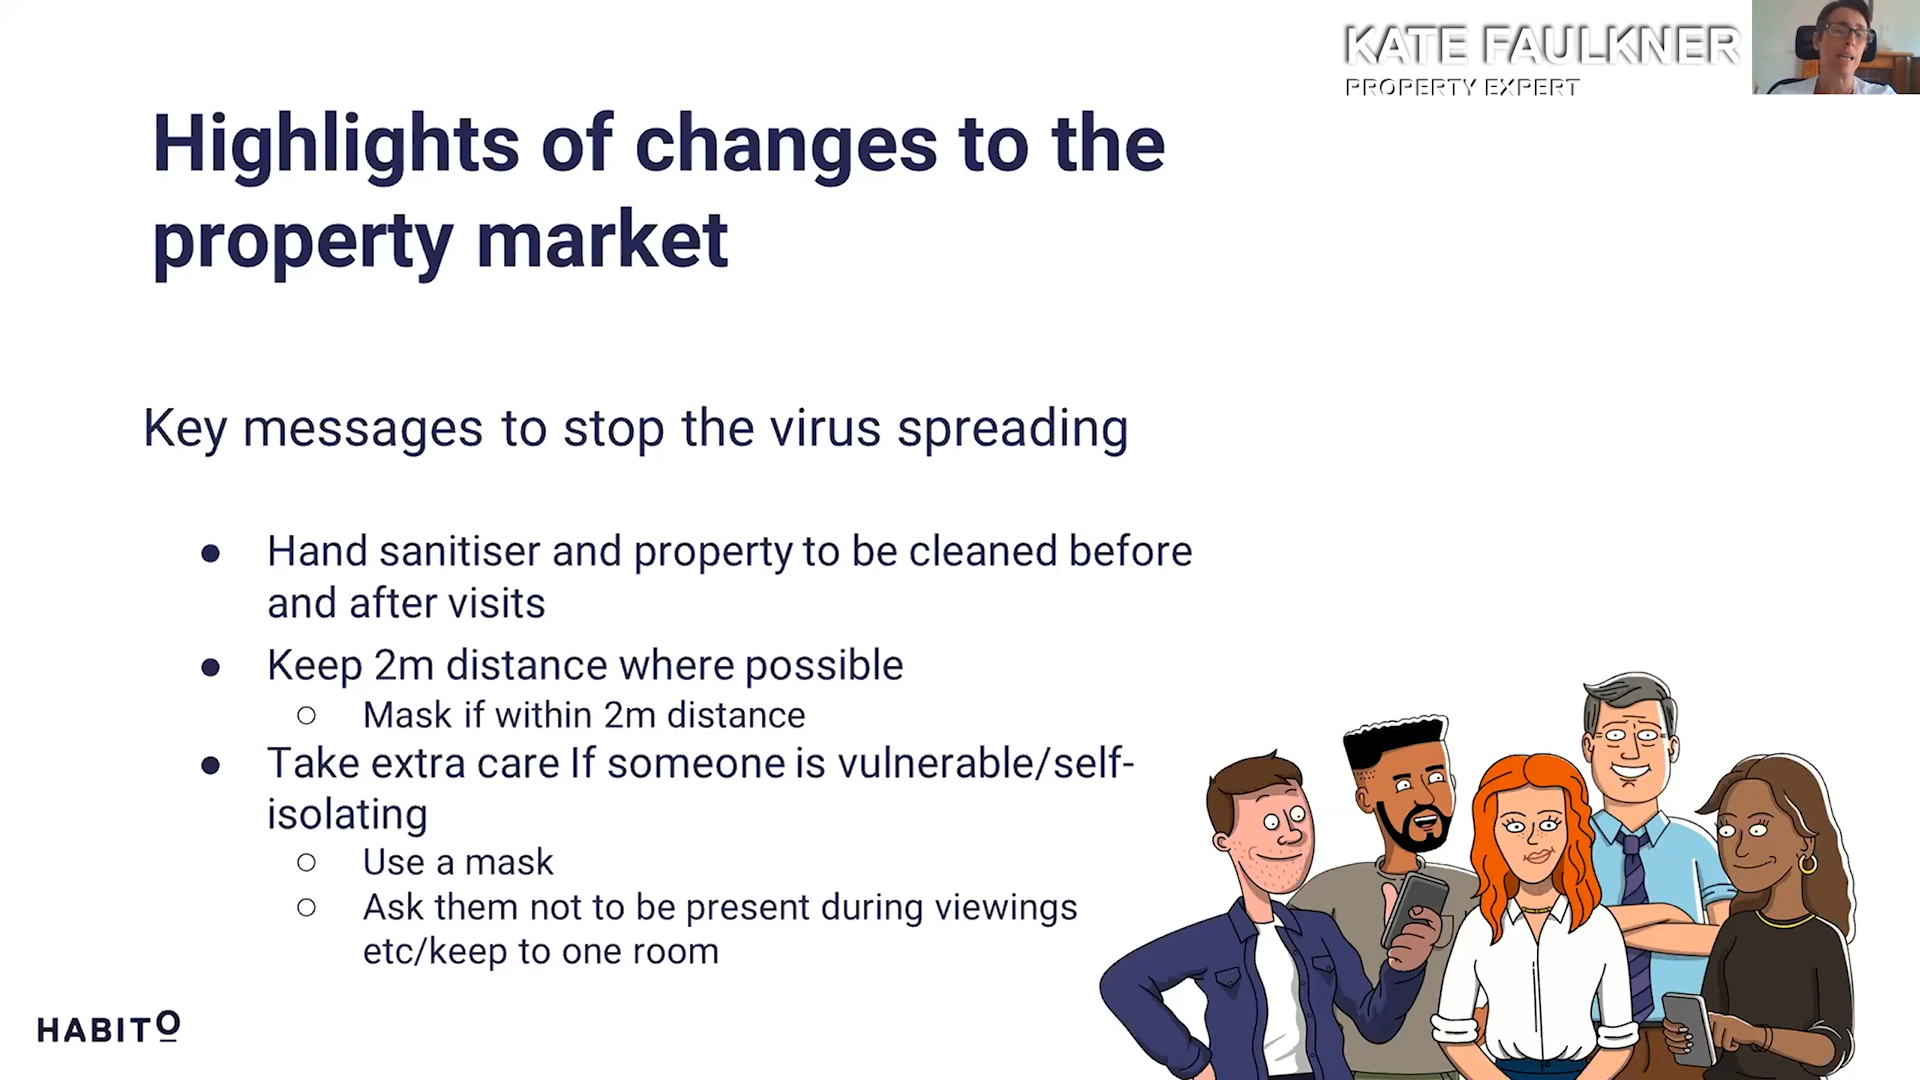 KATE FAULKNER
PROPERTY EXPERT
Highlights of changes to the
property market
Key messages to stop the virus spreading
● Hand sanitiser and property to be cleaned before
and after visits
● Keep 2m distance where possible
○ Mask if within 2m distance
● Take extra care If someone is vulnerable/self-
isolating
○ Use a mask
○ Ask them not to be present during viewings
etc/keep to one room
HABITO